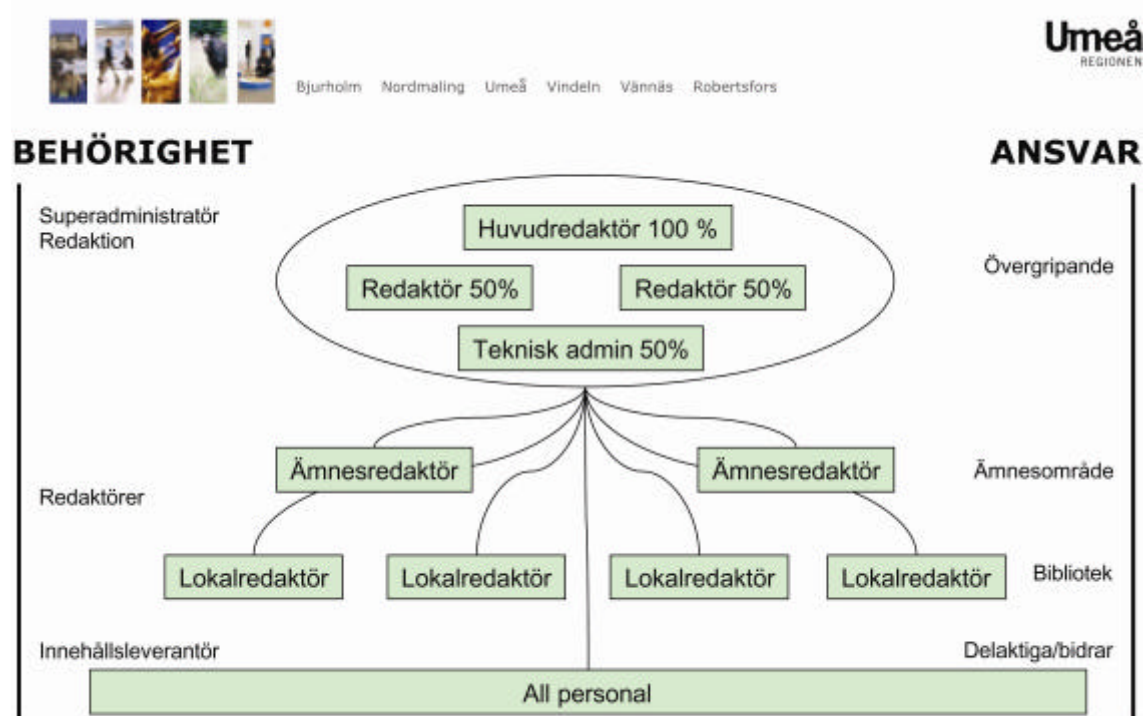 Umeå
REGIONEN
Bjurholm Nordmaling Umeå Vindeln Vännäs Robertsfors
BEHÖRIGHET
ANSVAR
Superadministratör
Redaktion
Huvudredaktör 100 %
Övergripande
Redaktör 50%
Redaktör 50%
Teknisk admin 50%
Ämnesredaktör
Ämnesredaktör
Ämnesområde
Redaktörer
Lokalredaktör
Lokalredaktör
Lokalredaktör
Lokalredaktör
Bibliotek
Innehållsleverantör
Delaktiga/bidrar
All personal